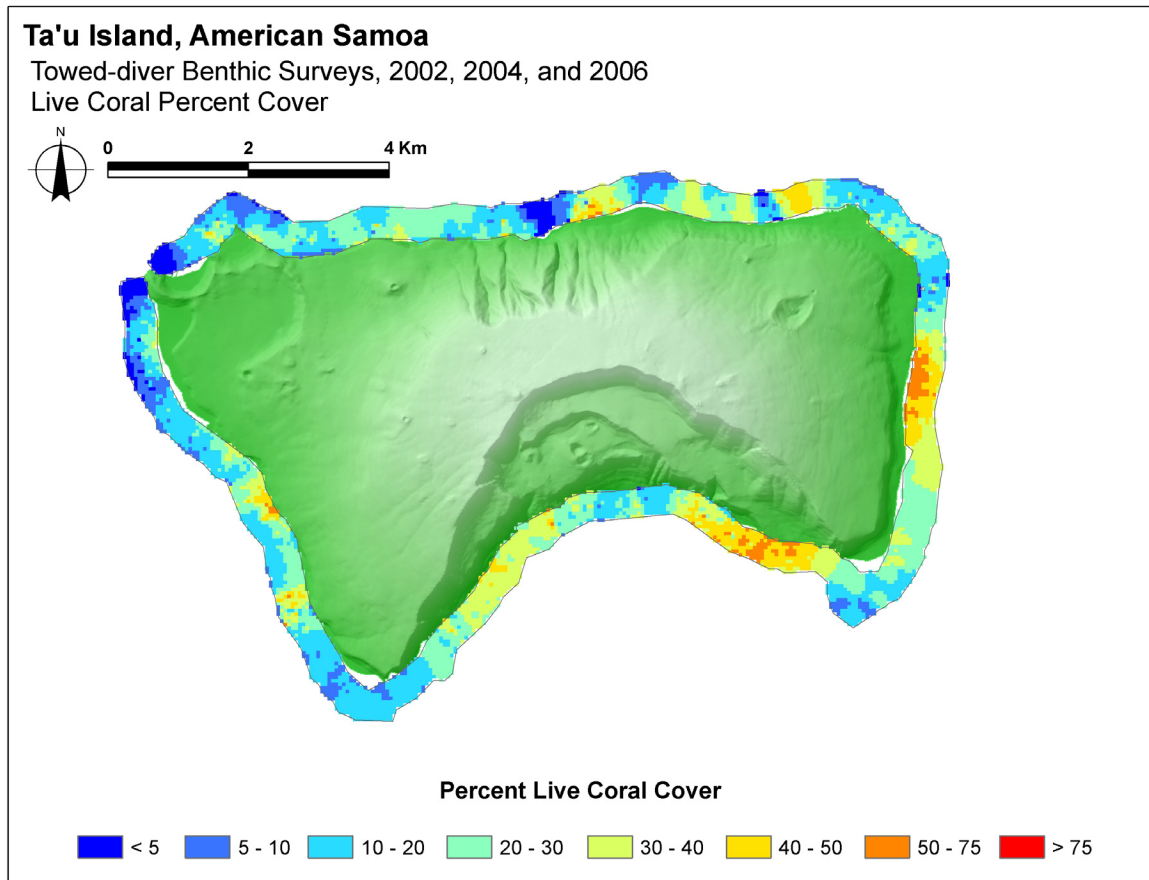 Ta'u Island, American Samoa
Towed-diver Benthic Surveys, 2002, 2004, and 2006
Live Coral Percent Cover
N
0 2 4 Km
Percent Live Coral Cover
< 5 5 - 10 10 - 20 20 - 30 30 - 40 40 - 50 50 - 75 > 75